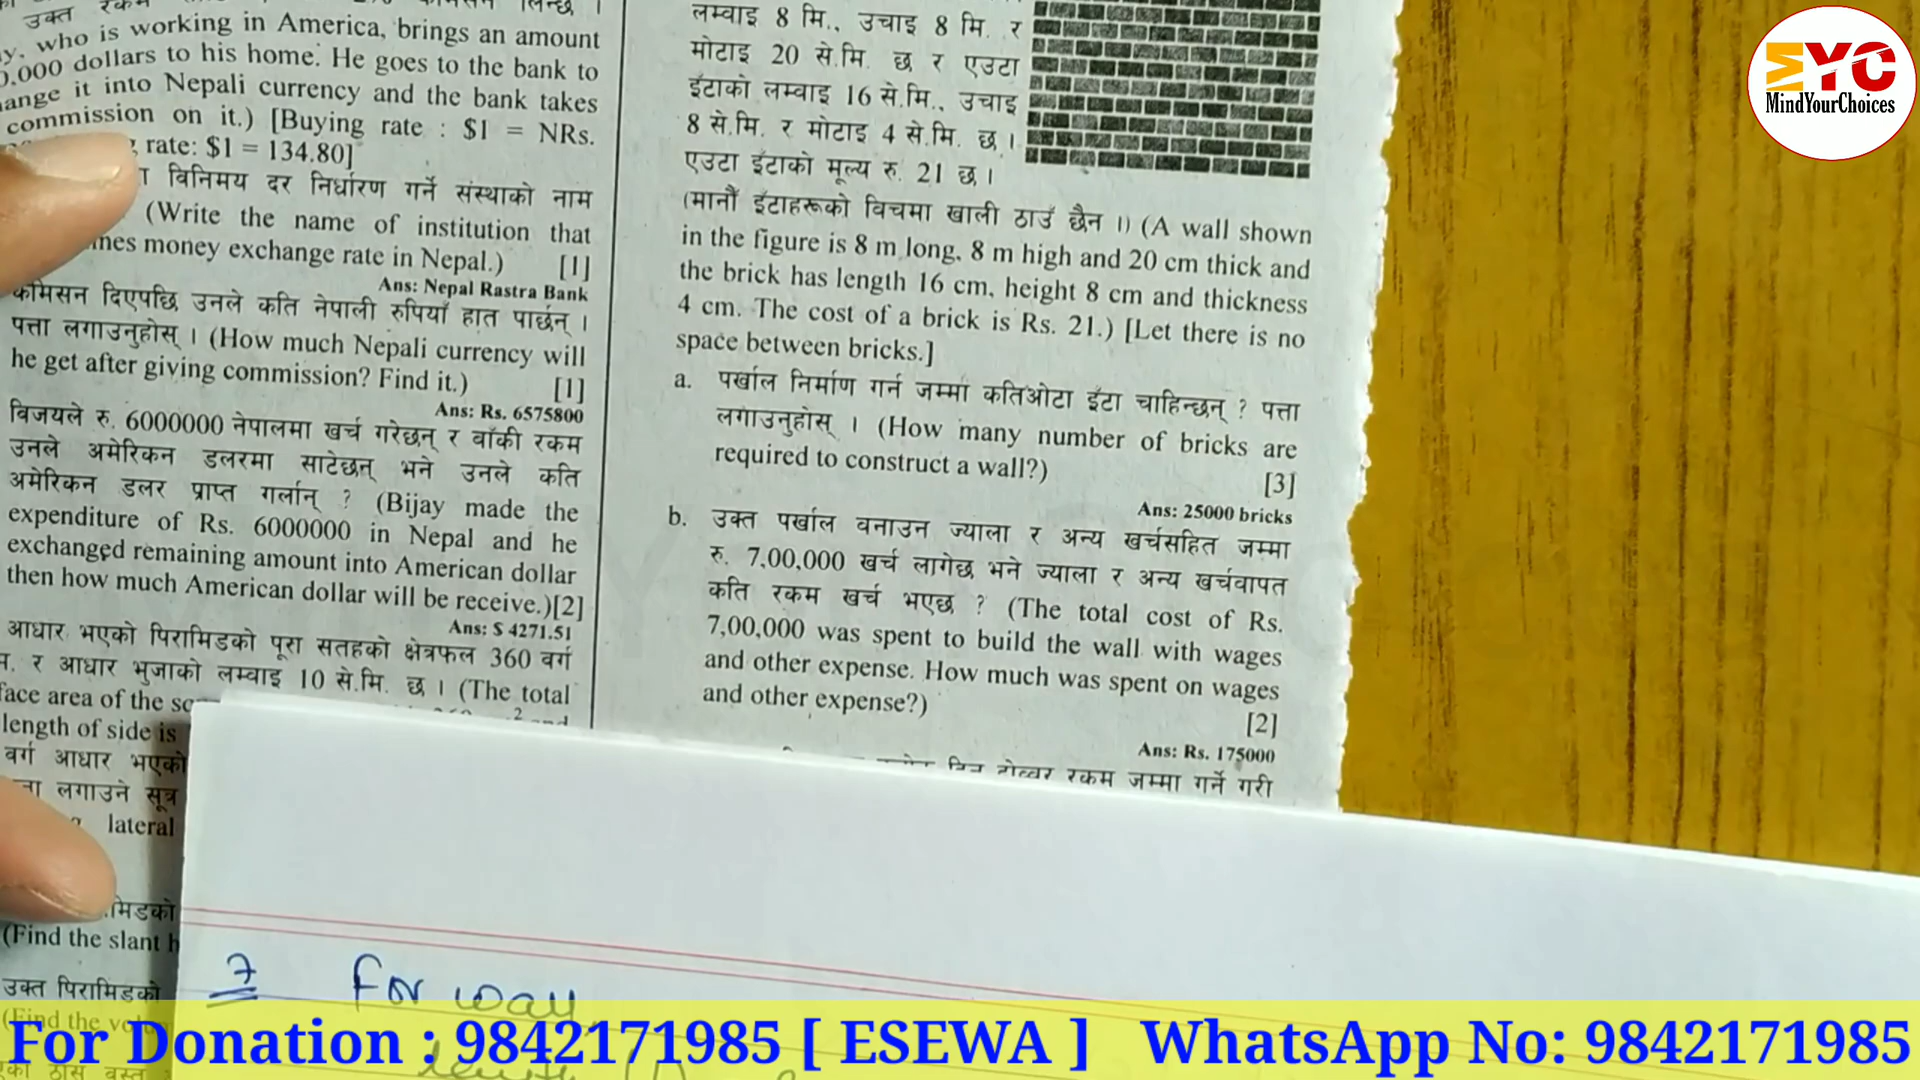 उक्त
who is working in America, brings an amount
0,000 dollars to his home. He goes to the bank to
ange it into Nepali currency and the bank takes
commission on it.) [Buying rate : $1 = NRs.
rate: $1 = 134.80]
विनिमय दर निर्धारण गर्ने संस्थाको नाम
(Write the name of institution that
money exchange rate in Nepal.) [1]
Ans: Nepal Rastra Bank
कमिसन दिएपछि उनले कति नेपाली रुपियाँ हात पार्छन् ।
पत्ता लगाउनुहोस् । (How much Nepali currency will
he get after giving commission? Find it.) [1]
Ans: Rs. 6575800
विजयले रु. 6000000 नेपालमा खर्च गरेछन् र बाँकी रकम
उनले अमेरिकन डलरमा साटेछन् भने उनले कति
अमेरिकन डलर प्राप्त गर्लान् ? (Bijay made the
expenditure of Rs. 6000000 in Nepal and he
exchanged remaining amount into American dollar
then how much American dollar will be receive.)[2]
Ans: $ 4271.51
आधार भएको पिरामिडको पूरा सतहको क्षेत्रफल 360 वर्ग
र आधार भुजाको लम्वाइ 10 से.मि. छ । (The total
face area of the
length of side is
वर्ग आधार भएको
लगाउने सूत्र
lateral
(Find the slant
उक्त पिरामिडको
(Find the
लम्वाइ 8 मि., उचाइ 8 मि. र
मोटाइ 20 से.मि. छ र एउटा
इँटाको लम्वाइ 16 से.मि., उचाइ
8 से.मि. र मोटाइ 4 से.मि. छ ।
एउटा इँटाको मूल्य रु. 21 छ ।
(मानौं इँटाहरूको विचमा खाली ठाउँ छैन ।) (A wall shown
in the figure is 8 m long, 8 m high and 20 cm thick and
the brick has length 16 cm, height 8 cm and thickness
4 cm. The cost of a brick is Rs. 21.) [Let there is no
space between bricks.]
a. पर्खाल निर्माण गर्न जम्मा कतिओटा इँटा चाहिन्छन् ? पत्ता
लगाउनुहोस् । (How many number of bricks are
required to construct a wall?) [3]
Ans: 25000 bricks
b. उक्त पर्खाल वनाउन ज्याला र अन्य खर्चसहित जम्मा
रु. 7,00,000 खर्च लागेछ भने ज्याला र अन्य खर्चवापत
कति रकम खर्च भएछ ? (The total cost of Rs.
7,00,000 was spent to build the wall with wages
and other expense. How much was spent on wages
and other expense?) [2]
Ans: Rs. 175000
रकम जम्मा गर्ने गरी
7 For way
MYC
MindYourChoices
For Donation : 9842171985 [ ESEWA ] WhatsApp No: 9842171985